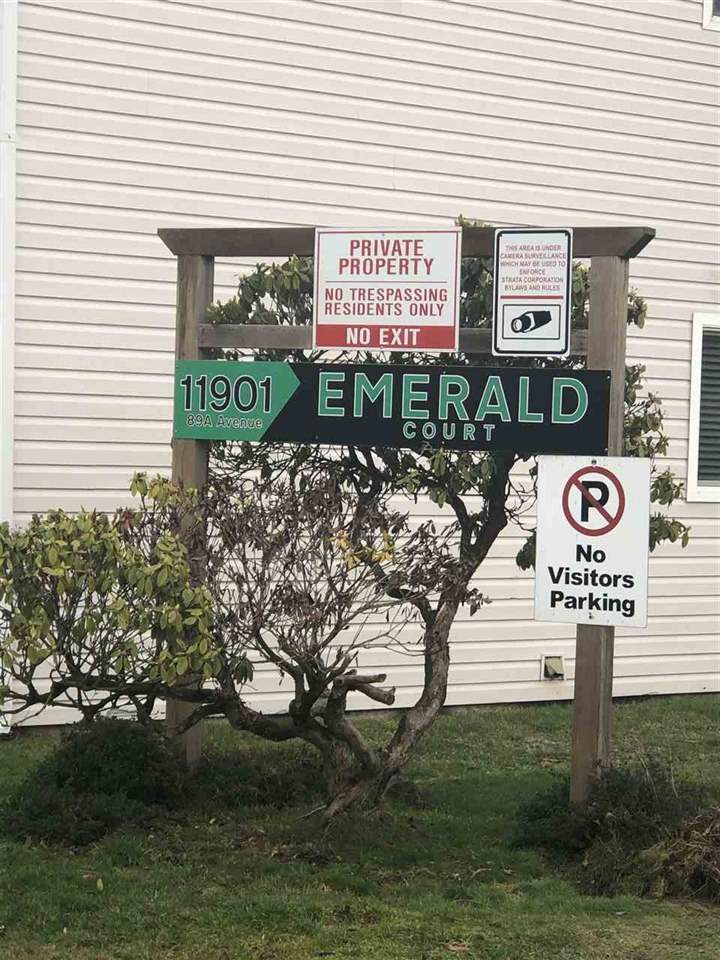 PRIVATE
PROPERTY
NO TRESPASSING
RESIDENTS ONLY
NO EXIT
THIS AREA IS UNDER
CAMERA SURVEILLANCE
WHICH MAY BE USED TO
ENFORCE
STRATA CORPORATION
BYLAWS AND RULES
11901
89A Avenue
EMERALD
COURT
P
No
Visitors
Parking